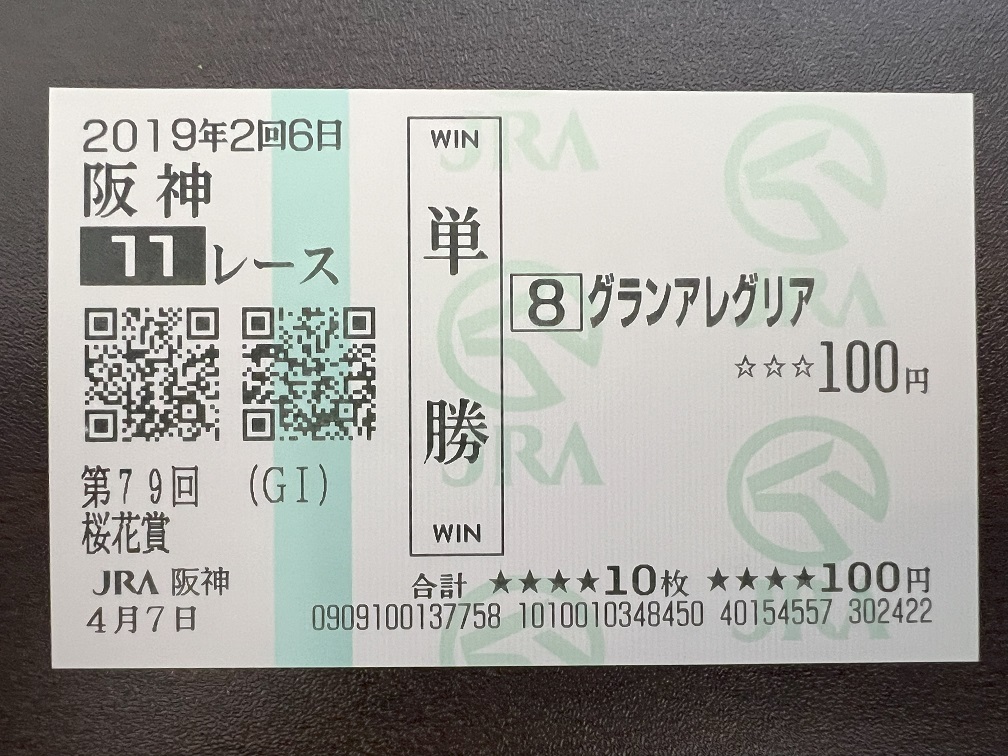 2019年2回6日
阪神
11レース
第79回 (GI)
桜花賞
JRA 阪神
4月7日
WIN
単勝
WIN
8 グランアレグリア
☆☆☆100円
合計 ★★★★10枚 ★★★★100円
0909100137758 1010010348450 40154557 302422
JRA
JRA
JRA
JRA
JRA